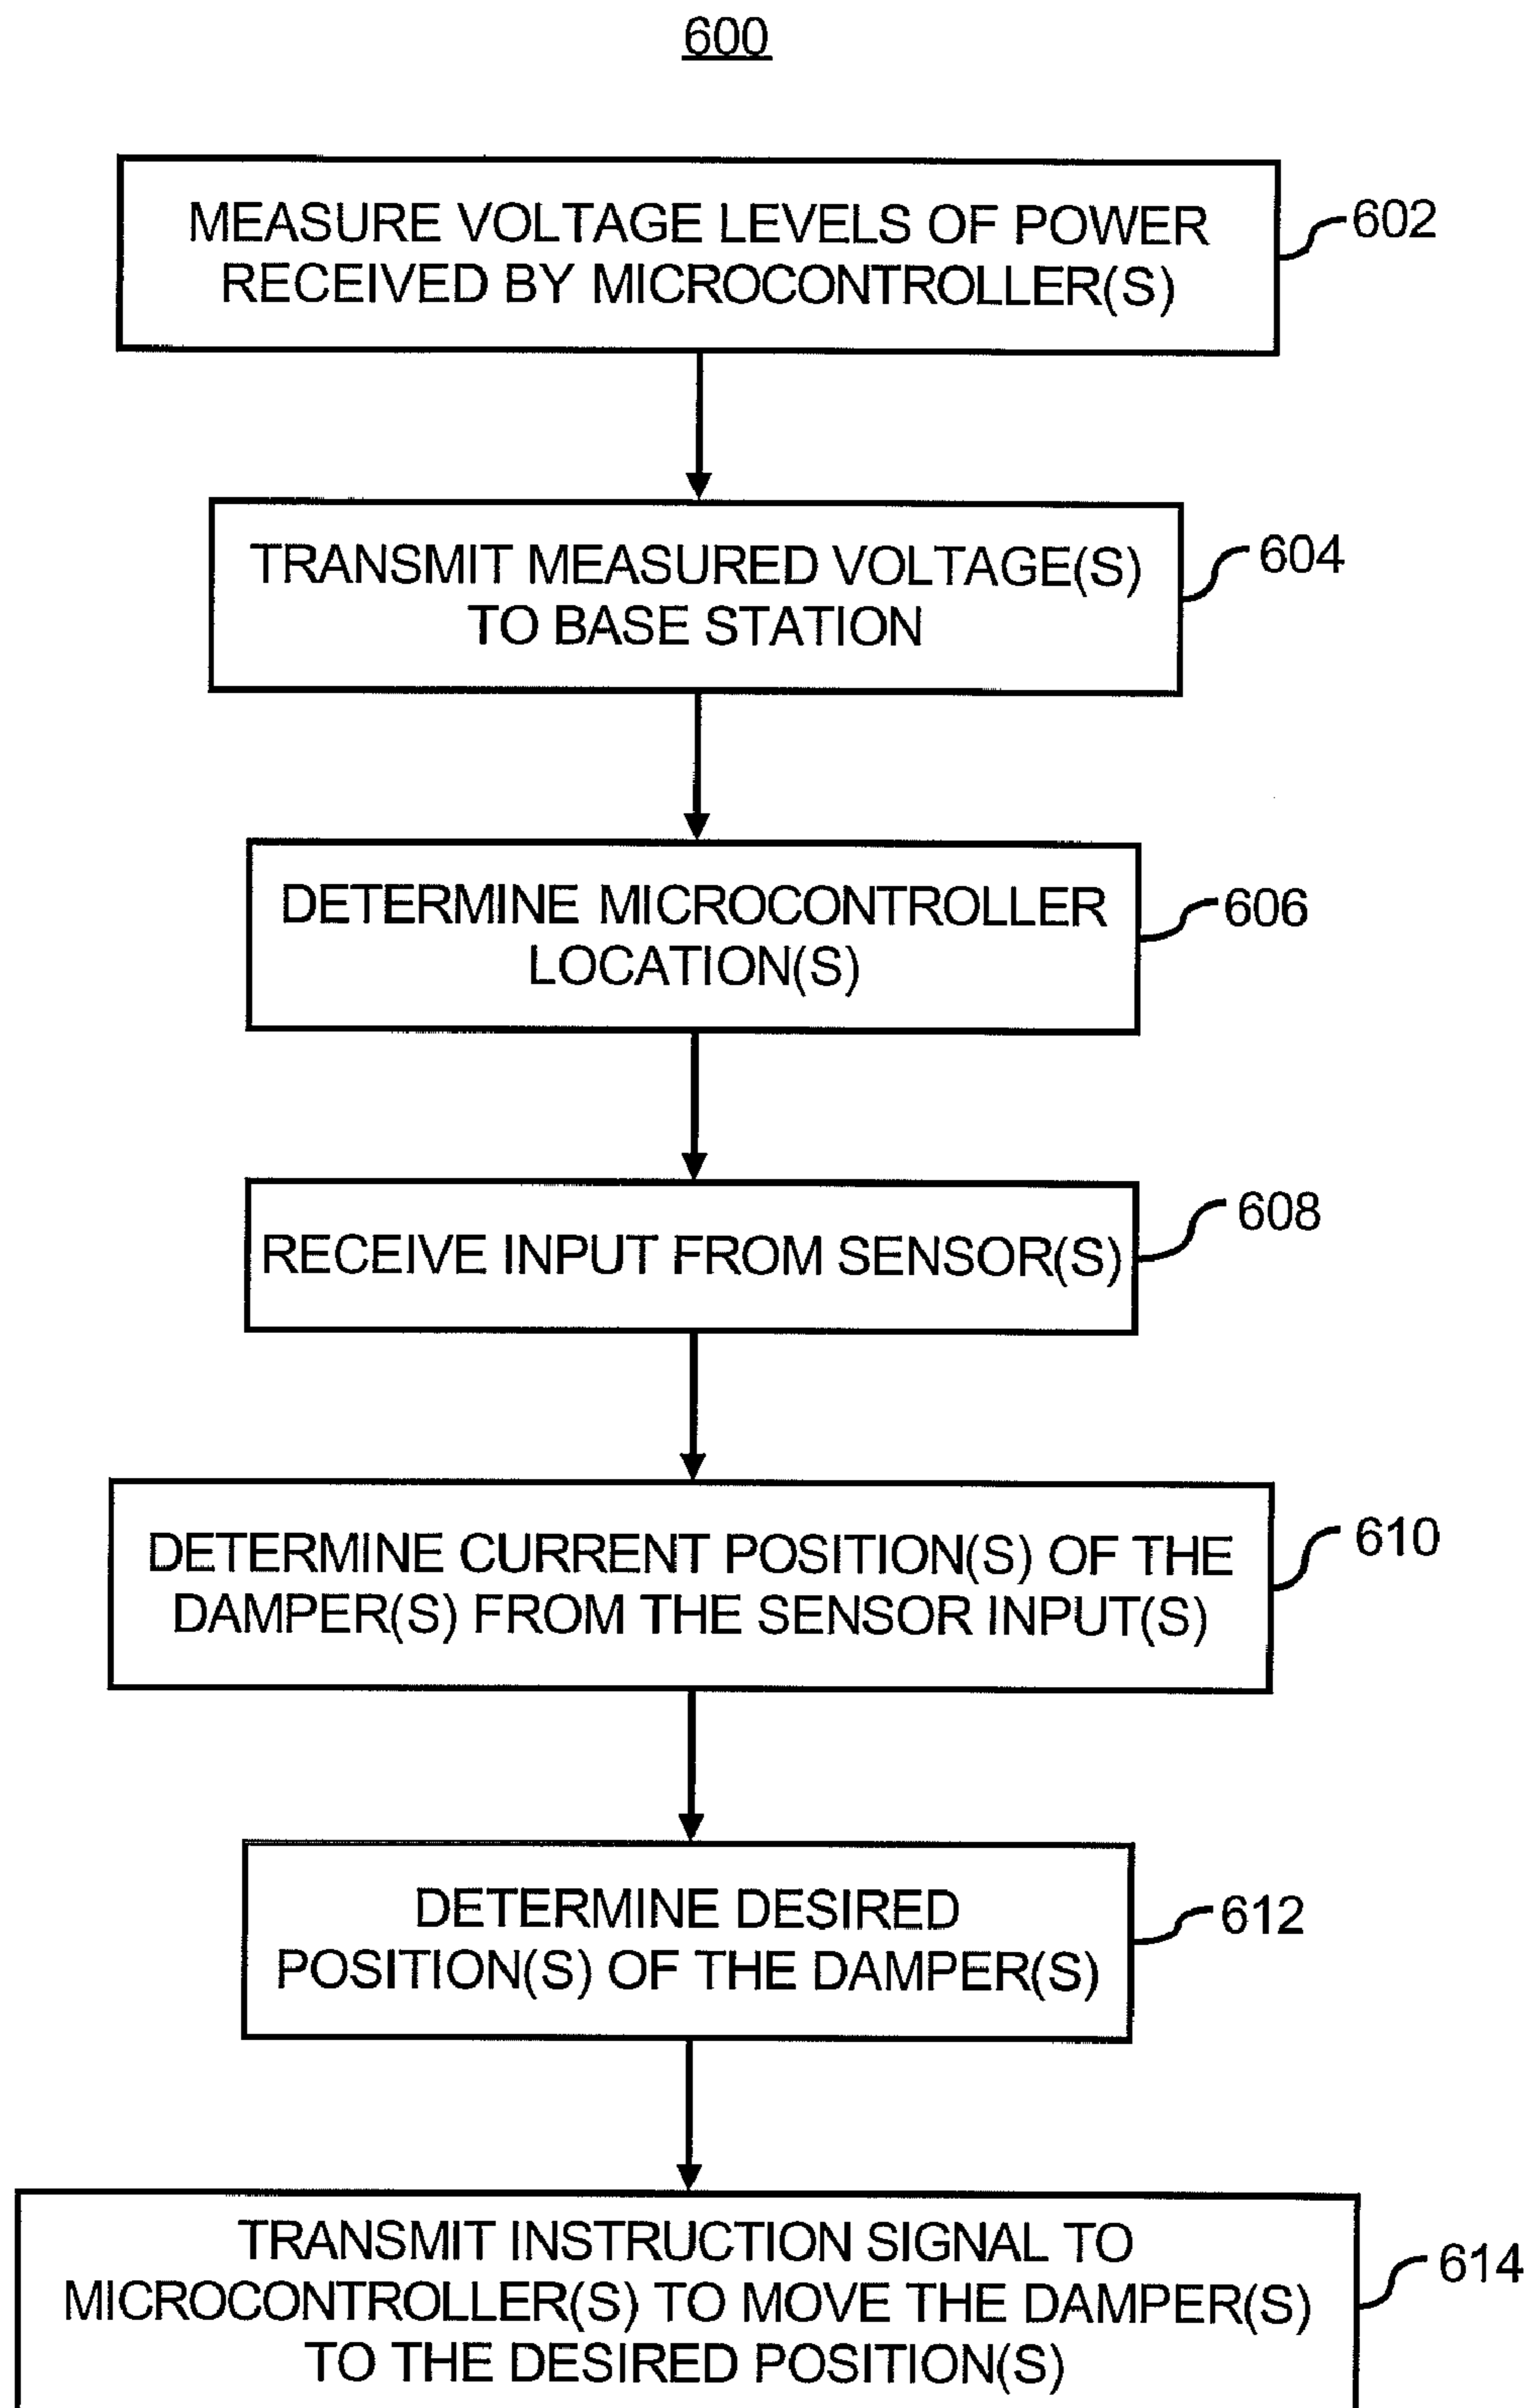 600
MEASURE VOLTAGE LEVELS OF POWER
RECEIVED BY MICROCONTROLLER(S)
602
TRANSMIT MEASURED VOLTAGE(S)
TO BASE STATION
604
DETERMINE MICROCONTROLLER
LOCATION(S)
606
RECEIVE INPUT FROM SENSOR(S)
608
DETERMINE CURRENT POSITION(S) OF THE
DAMPER(S) FROM THE SENSOR INPUT(S)
610
DETERMINE DESIRED
POSITION(S) OF THE DAMPER(S)
612
TRANSMIT INSTRUCTION SIGNAL TO
MICROCONTROLLER(S) TO MOVE THE DAMPER(S)
TO THE DESIRED POSITION(S)
614